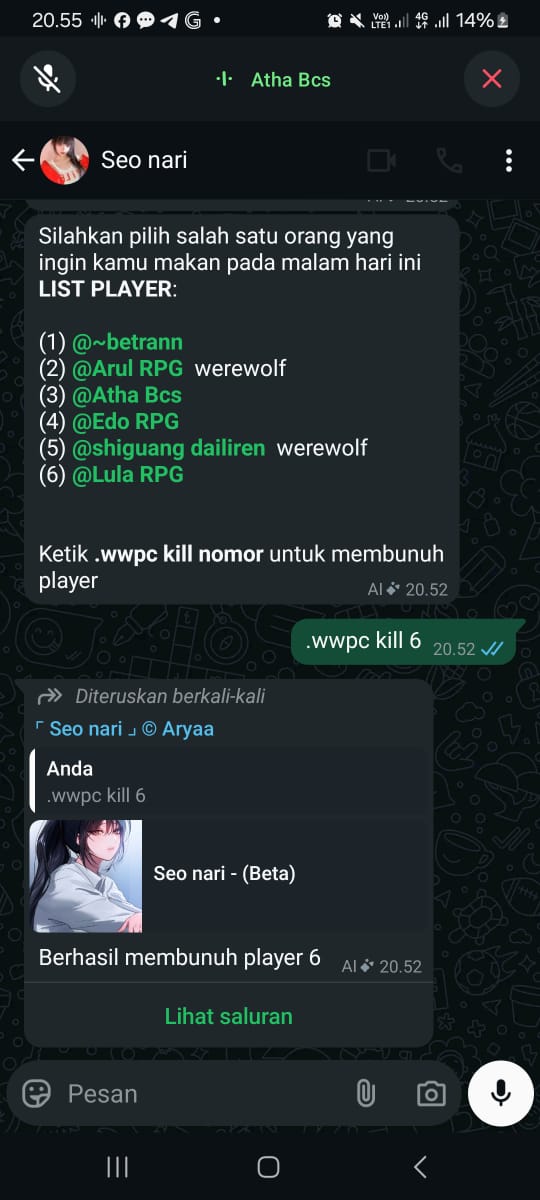 20.55
Vo))
LTE1
4G
14%
Atha Bcs
Seo nari
Silahkan pilih salah satu orang yang
ingin kamu makan pada malam hari ini
LIST PLAYER:
(1) @~betrann
(2) @Arul RPG werewolf
(3) @Atha Bcs
(4) @Edo RPG
(5) @shiguang dailiren werewolf
(6) @Lula RPG
Ketik .wwpc kill nomor untuk membunuh
player
AI 20.52
.wwpc kill 6 20.52
Diteruskan berkali-kali
「 Seo nari 」 © Aryaa
Anda
.wwpc kill 6
Seo nari - (Beta)
Berhasil membunuh player 6 AI 20.52
Lihat saluran
Pesan